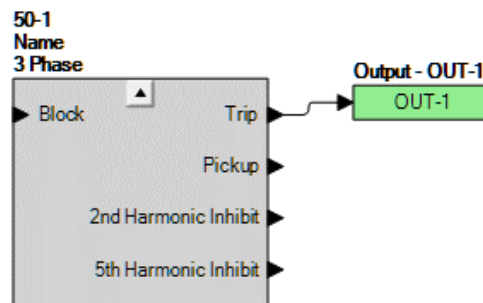 50-1
Name
3 Phase
Output - OUT-1
Block
Trip
OUT-1
Pickup
2nd Harmonic Inhibit
5th Harmonic Inhibit